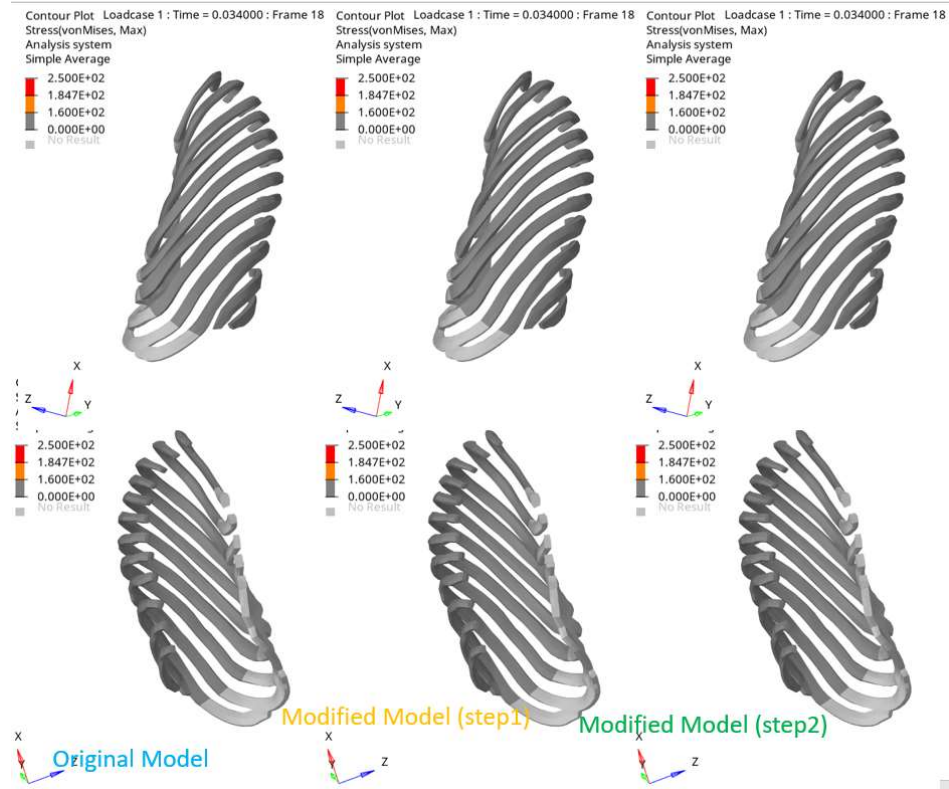 Contour Plot Loadcase 1 : Time = 0.034000 : Frame 18
Stress(vonMises, Max)
Analysis system
Simple Average
2.500E+02
1.847E+02
1.600E+02
0.000E+00
No Result
X
Z
Y
Contour Plot Loadcase 1 : Time = 0.034000 : Frame 18
Stress(vonMises, Max)
Analysis system
Simple Average
2.500E+02
1.847E+02
1.600E+02
0.000E+00
No Result
X
Z
Y
Contour Plot Loadcase 1 : Time = 0.034000 : Frame 18
Stress(vonMises, Max)
Analysis system
Simple Average
2.500E+02
1.847E+02
1.600E+02
0.000E+00
No Result
X
Z
Y
2.500E+02
1.847E+02
1.600E+02
0.000E+00
No Result
X
Y
Z
Original Model
2.500E+02
1.847E+02
1.600E+02
0.000E+00
No Result
Modified Model (step1)
X
Y
Z
2.500E+02
1.847E+02
1.600E+02
0.000E+00
No Result
Modified Model (step2)
X
Y
Z